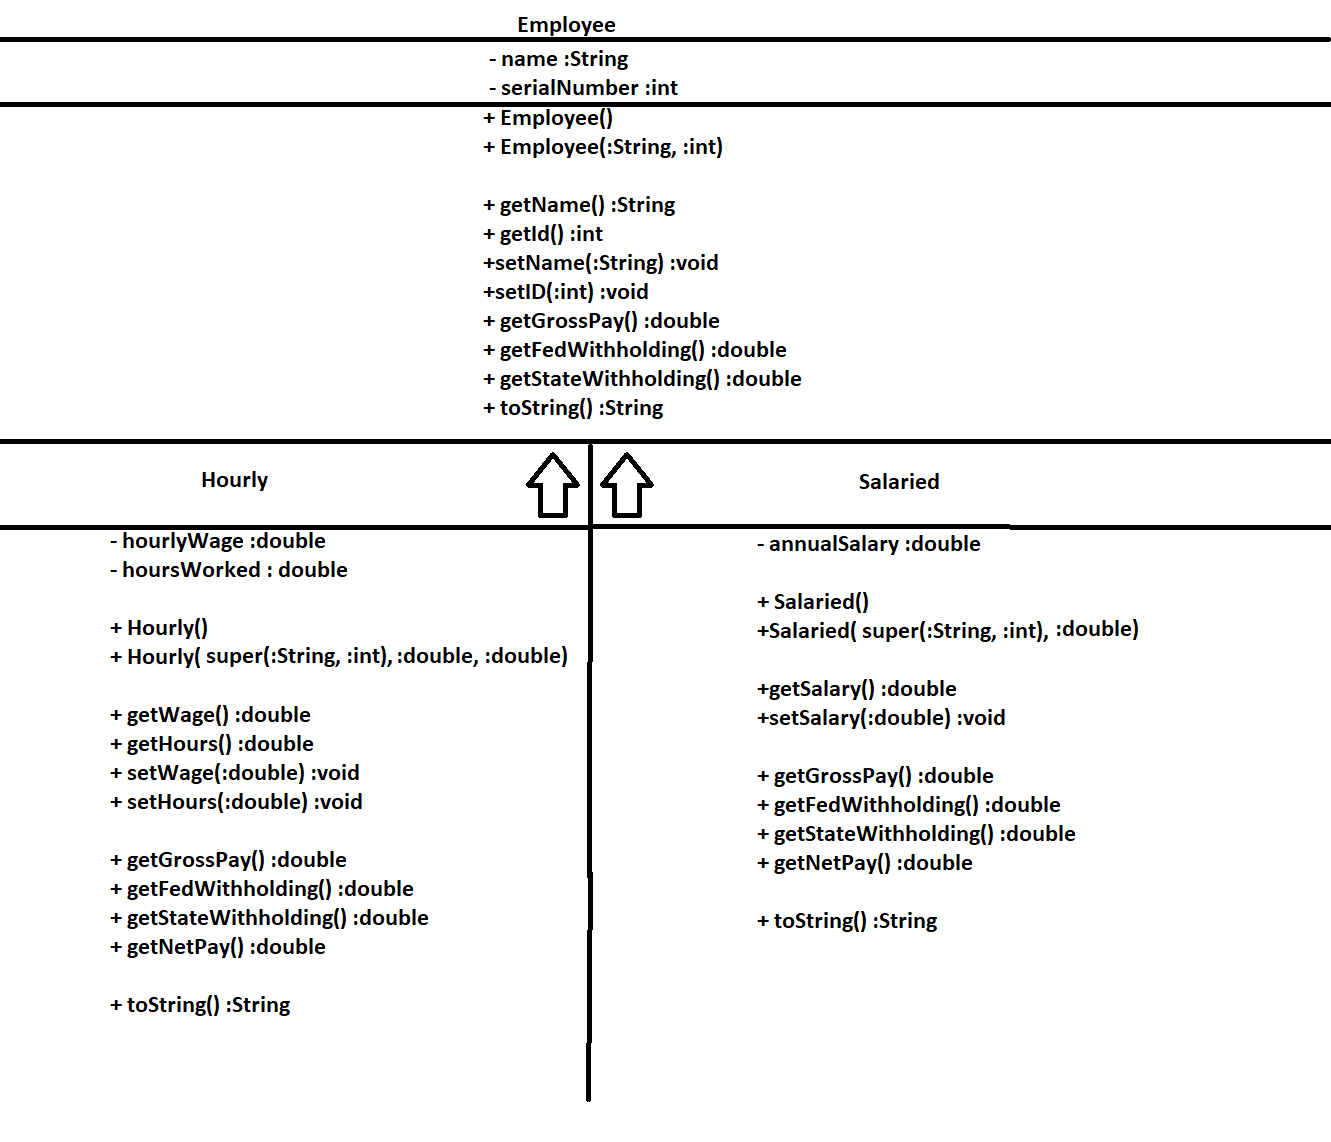 Employee
- name :String
- serialNumber :int
+ Employee()
+ Employee(:String, :int)
+ getName() :String
+ getId() :int
+setName(:String) :void
+setID(:int) :void
+ getGrossPay() :double
+ getFedWithholding() :double
+ getStateWithholding() :double
+ toString() :String
Hourly
- hourlyWage :double
- hoursWorked : double
+ Hourly()
+ Hourly( super(:String, :int), :double, :double)
+ getWage() :double
+ getHours() :double
+ setWage(:double) :void
+ setHours(:double) :void
+ getGrossPay() :double
+ getFedWithholding() :double
+ getStateWithholding() :double
+ getNetPay() :double
+ toString() :String
Salaried
- annualSalary :double
+ Salaried()
+Salaried( super(:String, :int), :double)
+getSalary() :double
+setSalary(:double) :void
+ getGrossPay() :double
+ getFedWithholding() :double
+ getStateWithholding() :double
+ getNetPay() :double
+ toString() :String